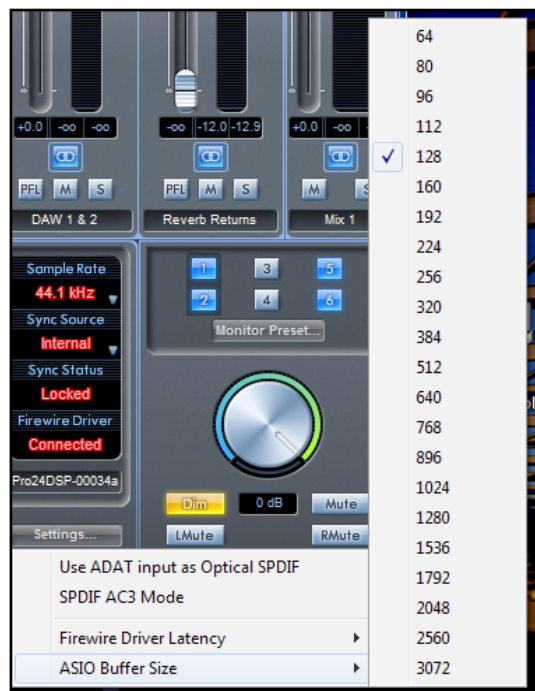 +0.0 -oo -oo
-oo -12.0 -12.9
+0.0 -oo
PFL M S
PFL M S
M S
DAW 1 & 2
Reverb Returns
Mix 1
Sample Rate
44.1 kHz
Sync Source
Internal
Sync Status
Locked
Firewire Driver
Connected
Pro24DSP-00034a
Settings...
1 3 5
2 4 6
Monitor Preset...
Dim 0 dB Mute
LMute RMute
Use ADAT input as Optical SPDIF
SPDIF AC3 Mode
Firewire Driver Latency
ASIO Buffer Size
64
80
96
112
128
160
192
224
256
320
384
512
640
768
896
1024
1280
1536
1792
2048
2560
3072